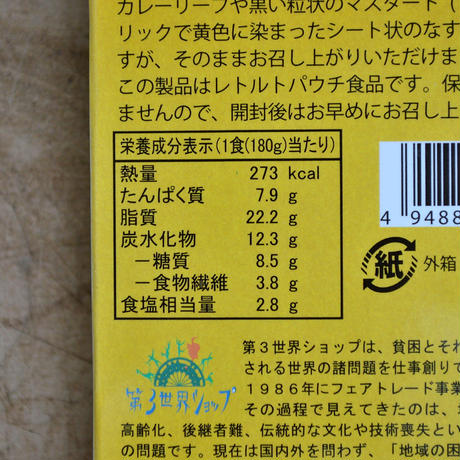 カレーリーフや黒い粒状のマスタード（
リックで黄色に染まったシート状のなす
すが、そのままお召し上がりいただけま
この製品はレトルトパウチ食品です。保
ませんので、開封後はお早めにお召し上
栄養成分表示(1食(180g)当たり)
熱量 273 kcal
たんぱく質 7.9 g
脂質 22.2 g
炭水化物 12.3 g
－糖質 8.5 g
－食物繊維 3.8 g
食塩相当量 2.8 g
4 9488
紙 外箱
第3世界ショップ
第３世界ショップは、貧困とそれ
される世界の諸問題を仕事創りで
１９８６年にフェアトレード事業
その過程で見えてきたのは、
高齢化、後継者難、伝統的な文化や技術喪失とい
の問題です。現在は国内外を問わず、「地域の困